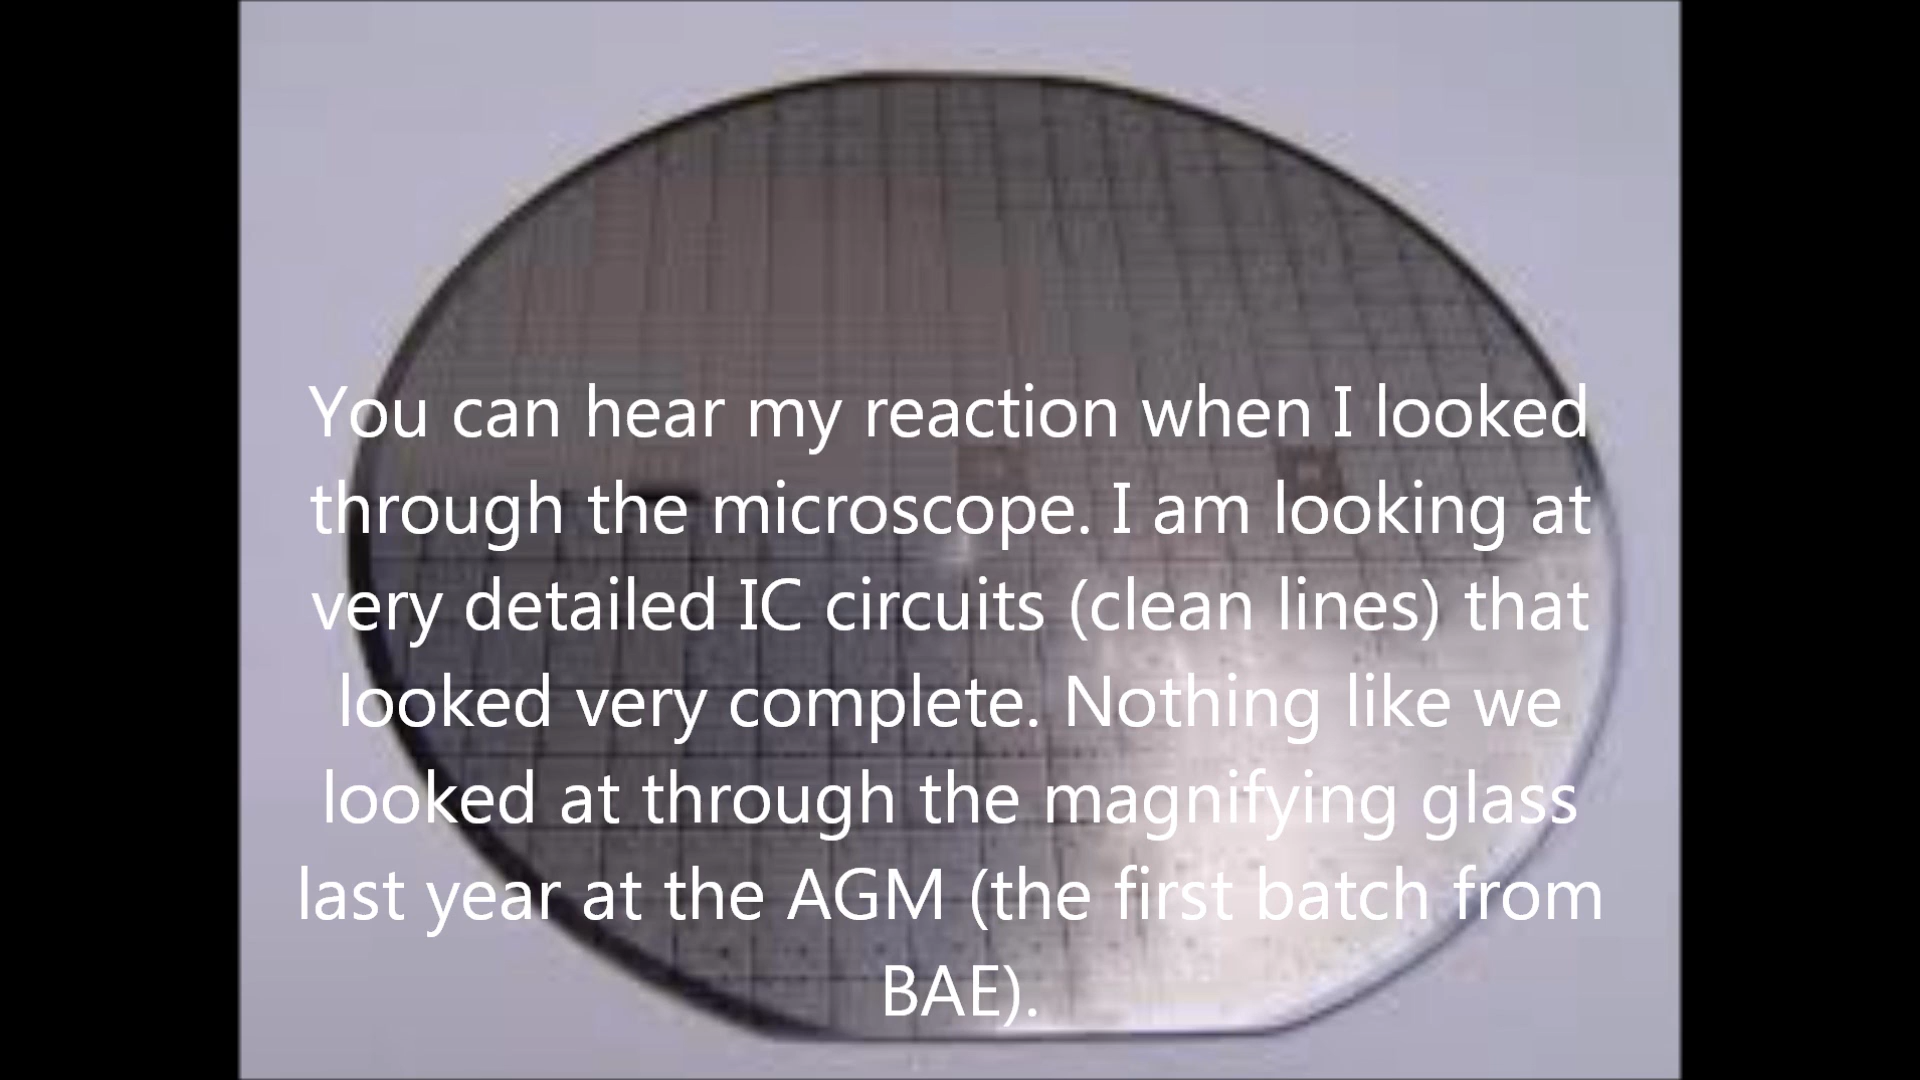 You can hear my reaction when I looked
through the microscope. I am looking at
very detailed IC circuits (clean lines) that
looked very complete. Nothing like we
looked at through the magnifying glass
last year at the AGM (the first batch from
BAE).